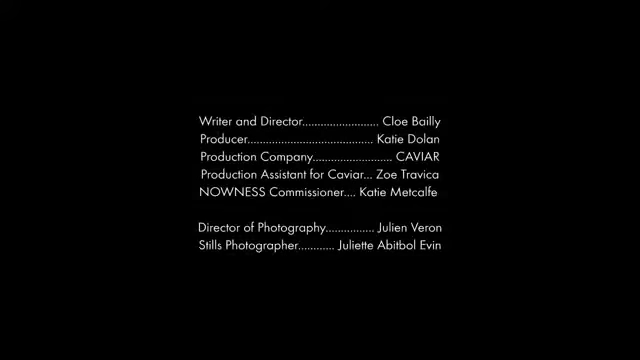 Writer and Director......................... Cloe Bailly
Producer......................................... Katie Dolan
Production Company.......................... CAVIAR
Production Assistant for Caviar... Zoe Travica
NOWNESS Commissioner.... Katie Metcalfe
Director of Photography................ Julien Veron
Stills Photographer............ Juliette Abitbol Evin